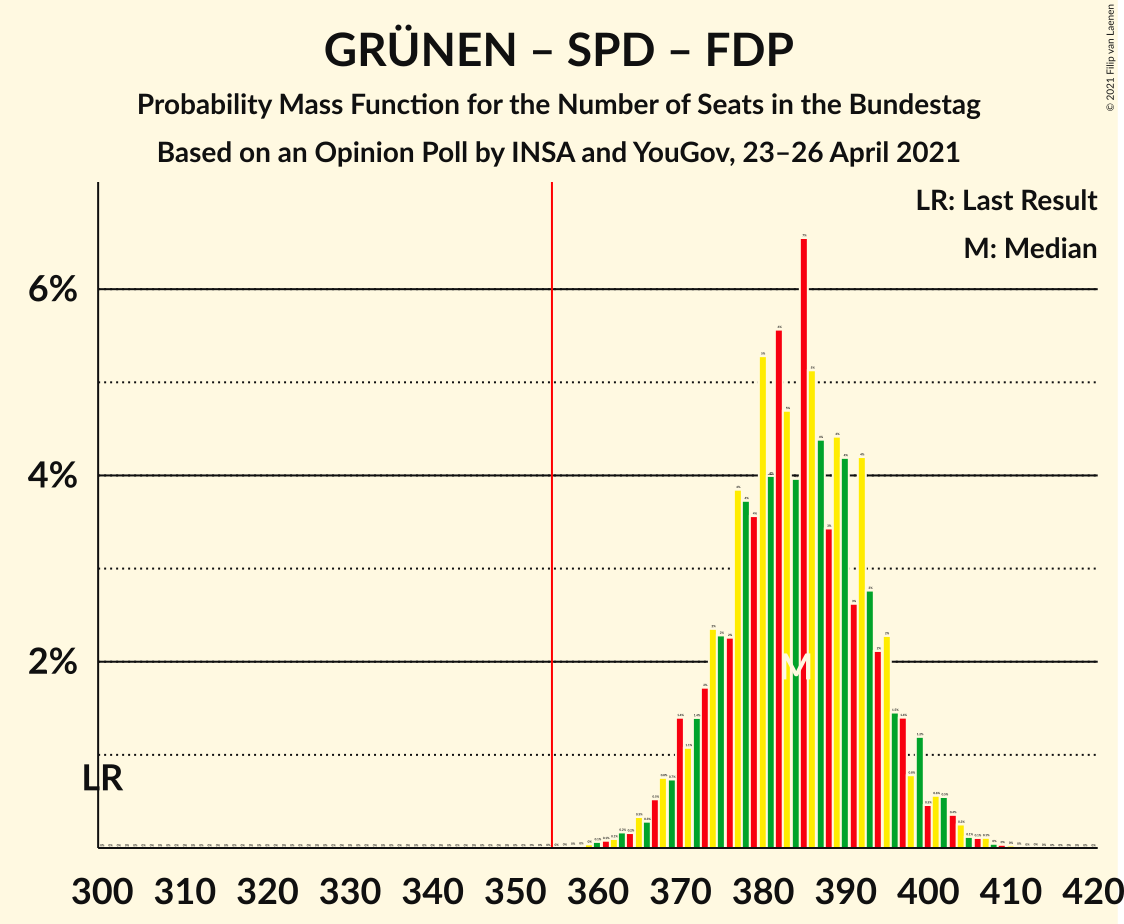 GRÜNEN – SPD – FDP
Probability Mass Function for the Number of Seats in the Bundestag
Based on an Opinion Poll by INSA and YouGov, 23–26 April 2021
© 2021 Filip van Laenen
LR: Last Result
M: Median
6%
4%
2%
M
LR
300 310 320 330 340 350 360 370 380 390 400 410 420